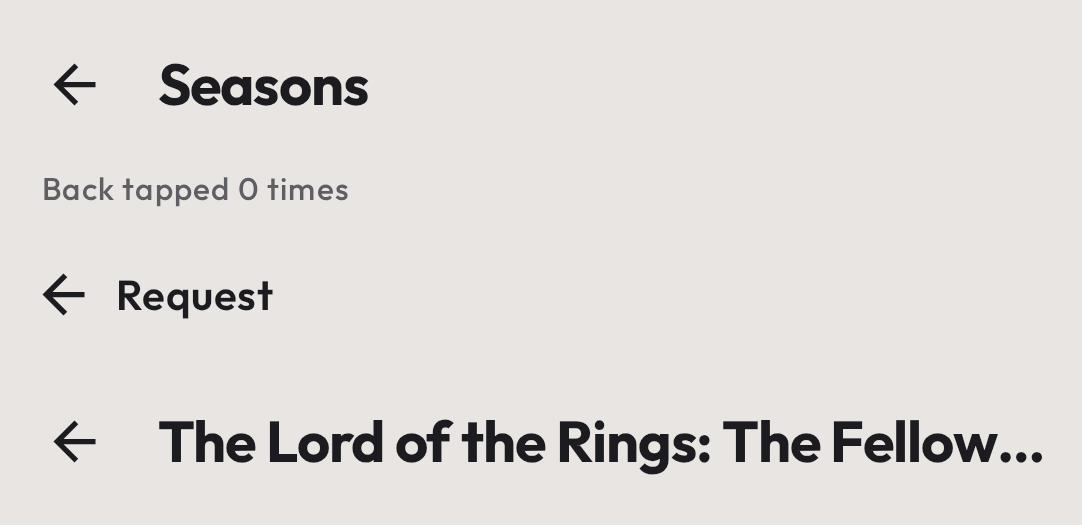 Seasons
Back tapped 0 times
Request
The Lord of the Rings: The Fellow...